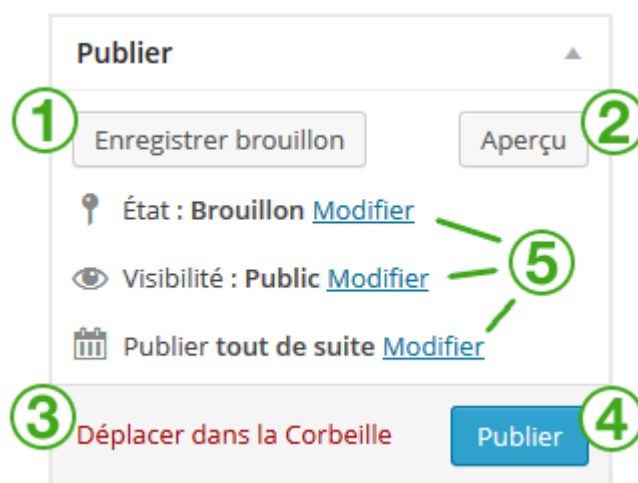 Publier
1 Enregistrer brouillon Aperçu 2
État : Brouillon Modifier
Visibilité : Public Modifier 5
Publier tout de suite Modifier
3 Déplacer dans la Corbeille Publier 4